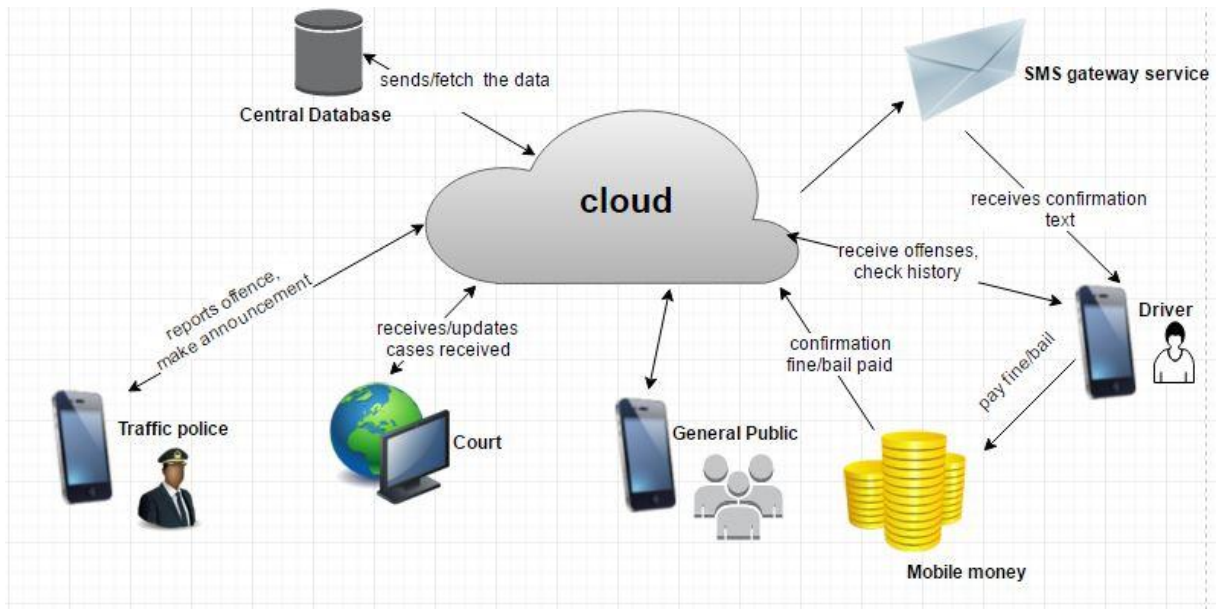 sends/fetch the data
Central Database
SMS gateway service
cloud
receives confirmation
text
receive offenses,
check history
reports offence,
make announcement
receives/updates
cases received
confirmation
fine/bail paid
Driver
pay fine/bail
Traffic police
Court
General Public
Mobile money